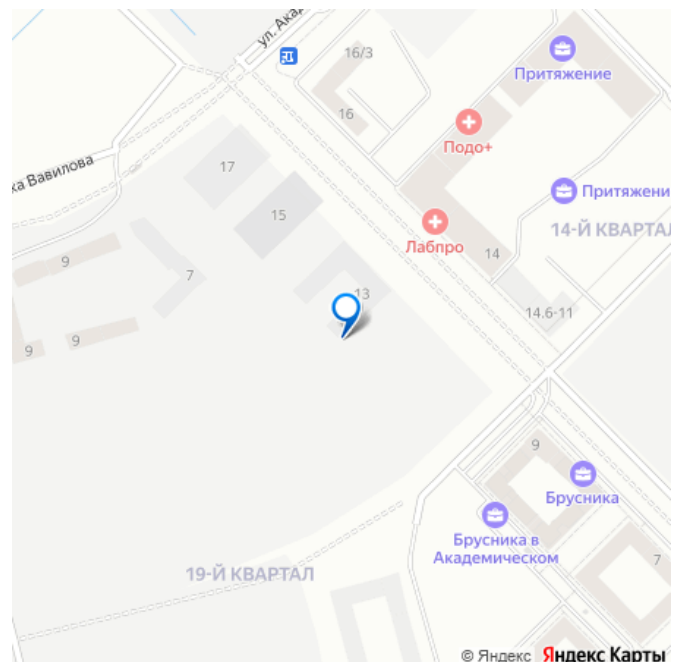 ул. Ака
16/3
Притяжение
16
Подо+
ка Вавилова
17
Притяжени
15
14-Й КВАРТАЛ
Лабпро
14
9
7
13
14.6-11
9
9
9
Брусника
Брусника в
Академическом
7
19-Й КВАРТАЛ
© Яндекс Яндекс Карты